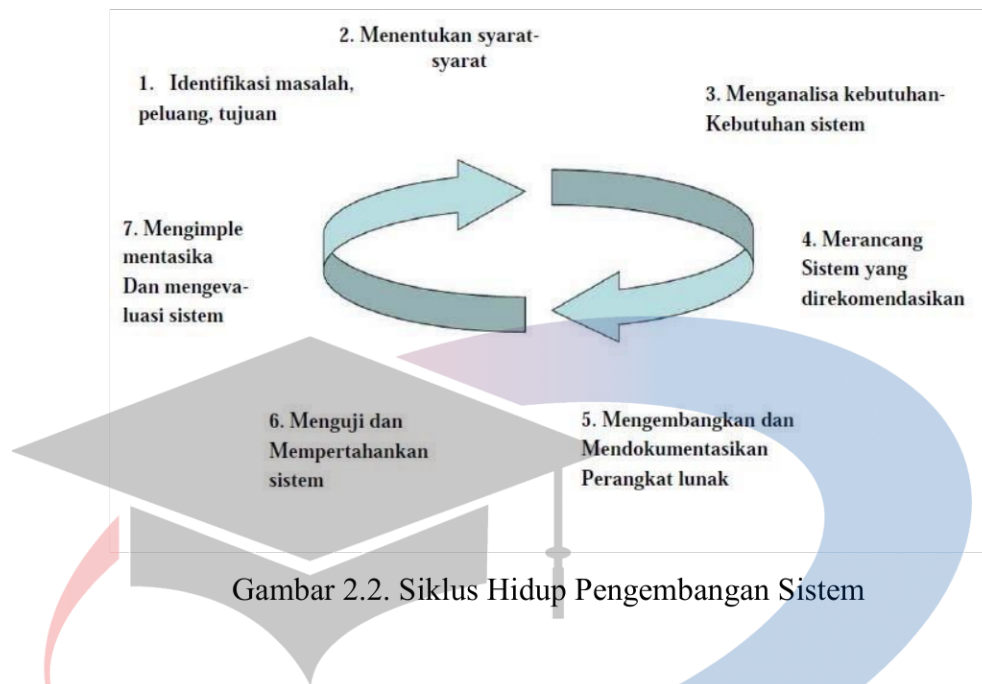 1. Identifikasi masalah,
peluang, tujuan
2. Menentukan syarat-
syarat
3. Menganalisa kebutuhan-
Kebutuhan sistem
4. Merancang
Sistem yang
direkomendasikan
5. Mengembangkan dan
Mendokumentasikan
Perangkat lunak
6. Menguji dan
Mempertahankan
sistem
7. Mengimple
mentasika
Dan mengeva-
luasi sistem
Gambar 2.2. Siklus Hidup Pengembangan Sistem